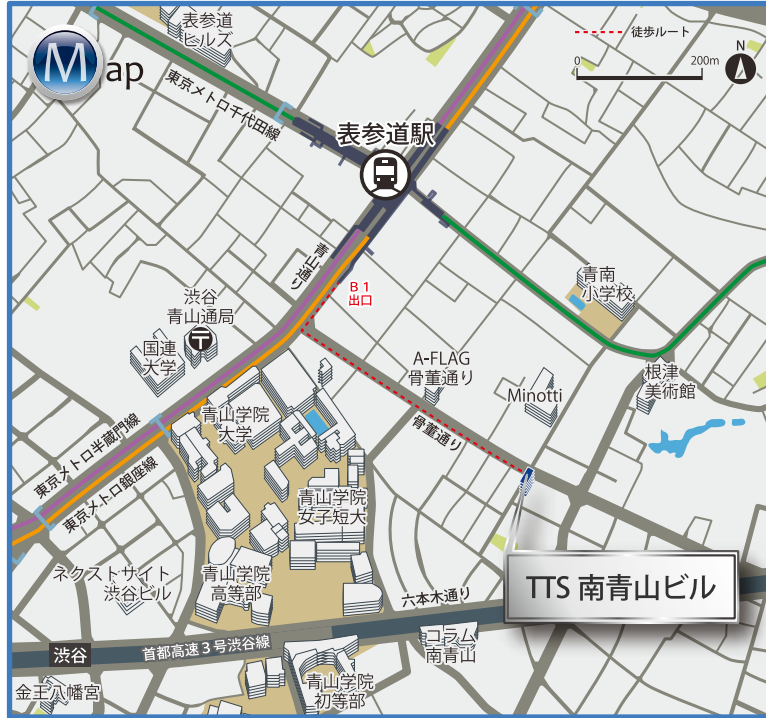 Map
表参道
ヒルズ
徒歩ルート
0
200m
N
東京メトロ千代田線
表参道駅
青山通り
B1
出口
青南
小学校
渋谷
青山通局
国連
大学
A-FLAG
骨董通り
根津
美術館
Minotti
青山学院
大学
骨董通り
東京メトロ半蔵門線
東京メトロ銀座線
青山学院
女子短大
ネクストサイト
渋谷ビル
青山学院
高等部
TTS 南青山ビル
六本木通り
首都高速3号渋谷線
渋谷
コラム
南青山
金王八幡宮
青山学院
初等部